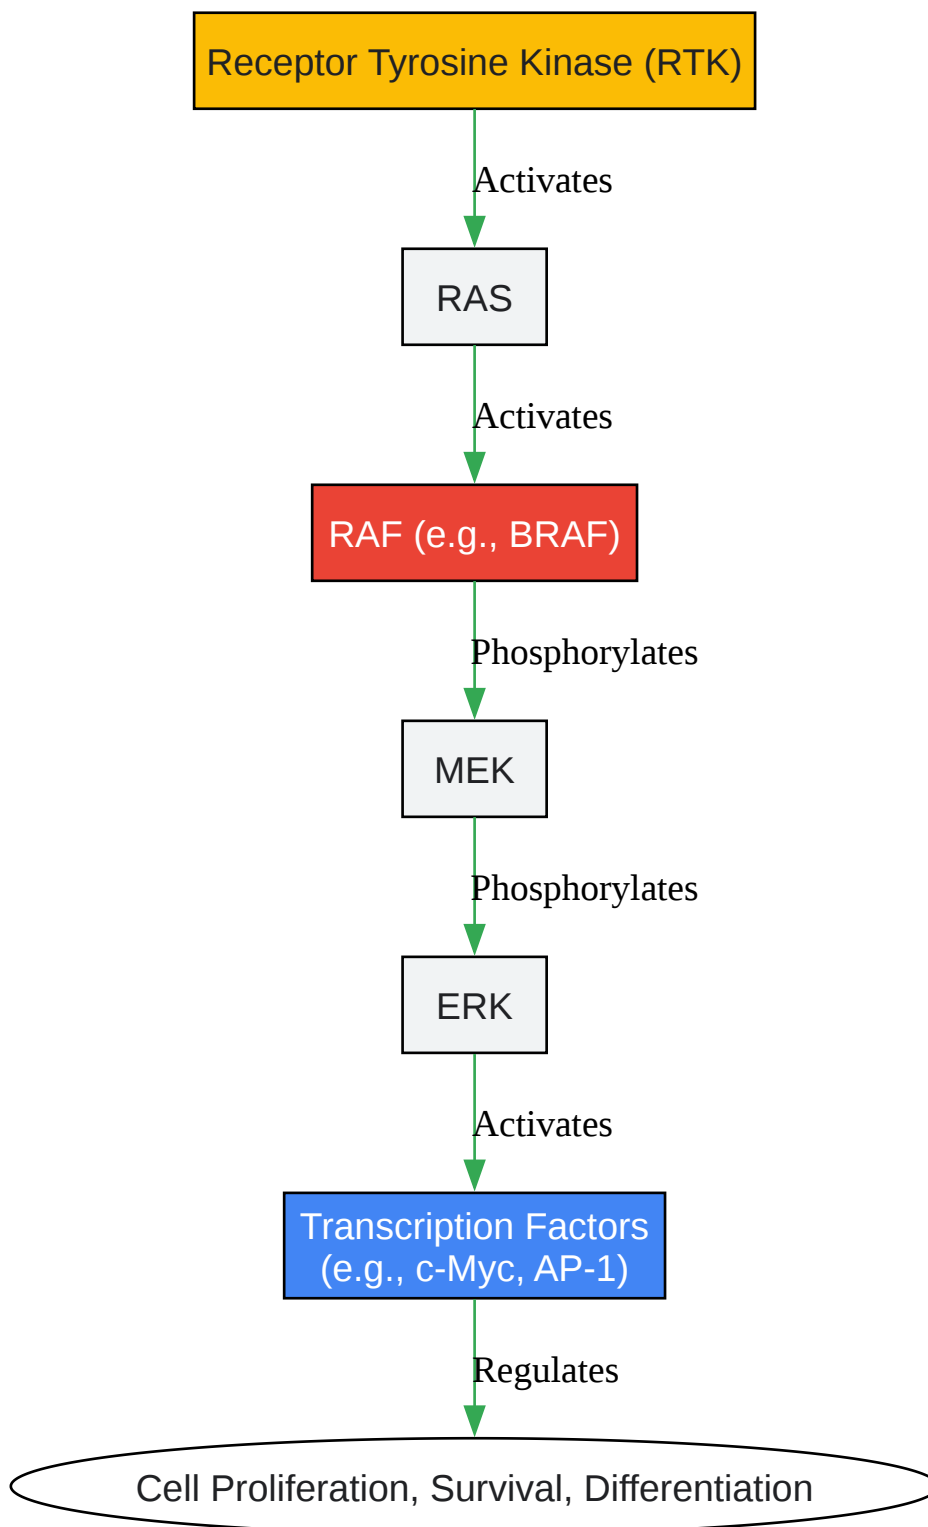 Receptor Tyrosine Kinase (RTK)
Activates
RAS
Activates
RAF (e.g., BRAF)
Phosphorylates
MEK
Phosphorylates
ERK
Activates
Transcription Factors
(e.g., c-Myc, AP-1)
Regulates
Cell Proliferation, Survival, Differentiation